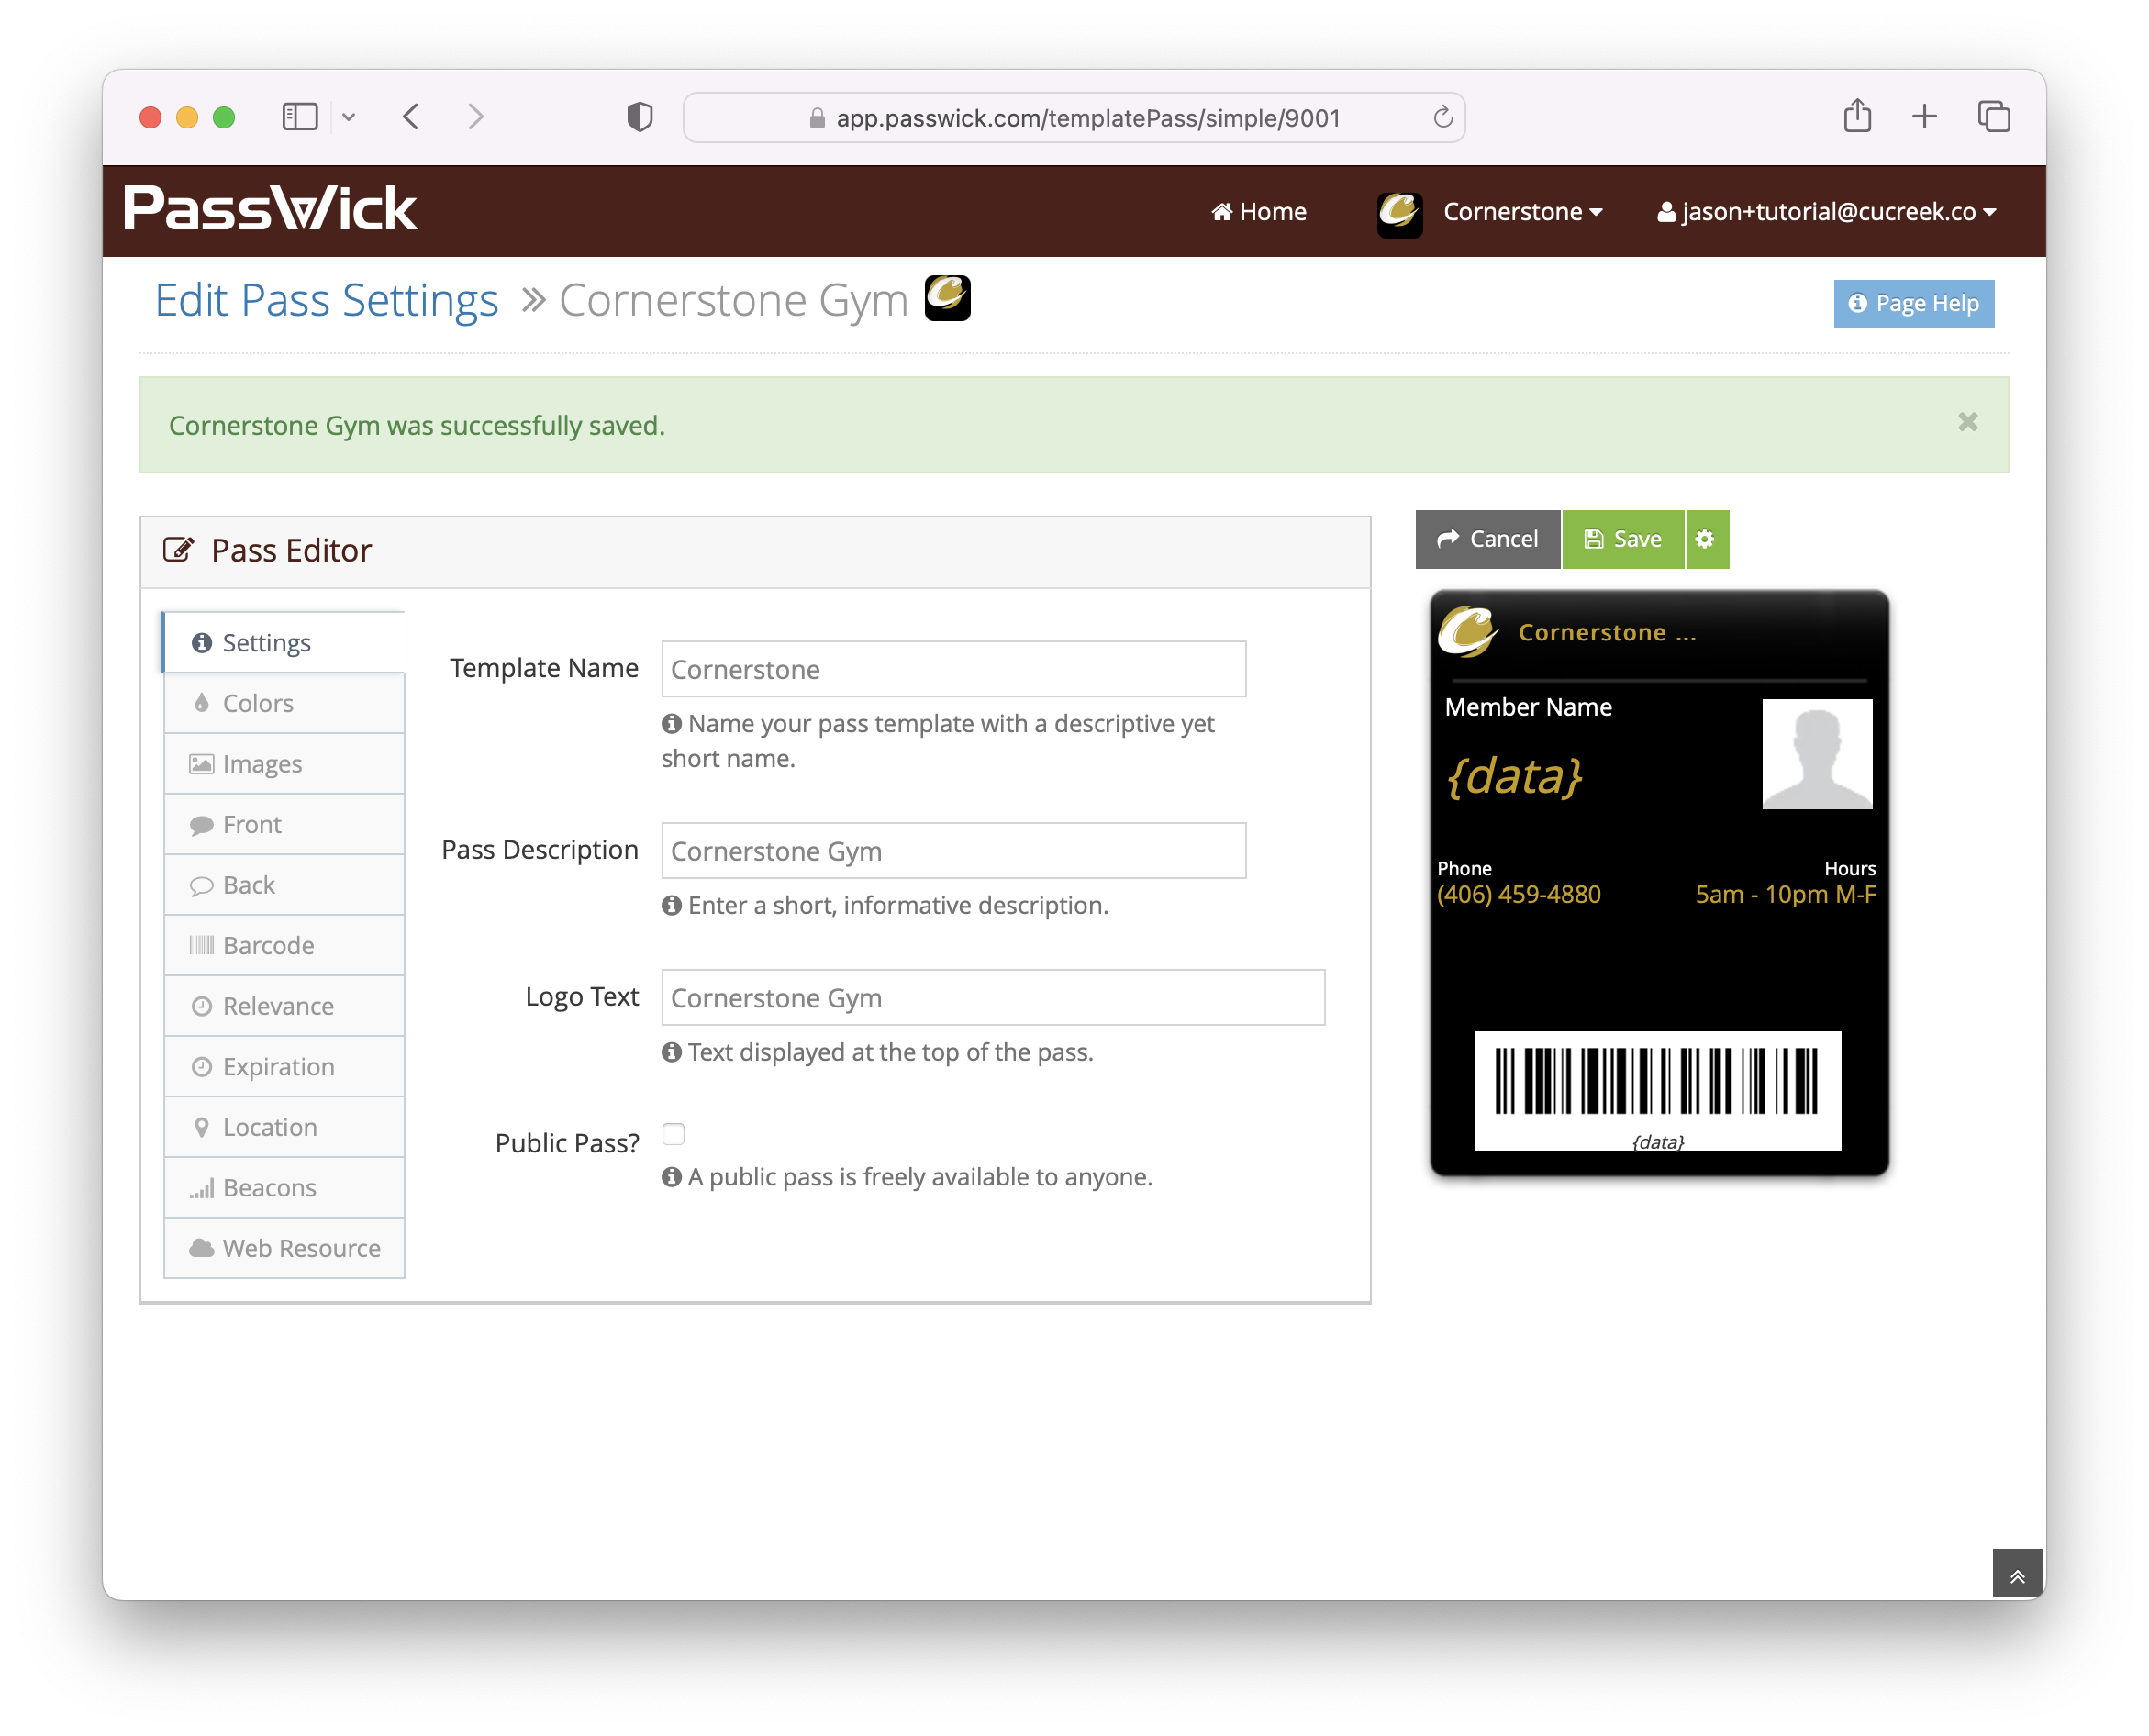 app.passwick.com/templatePass/simple/9001
PassWick
Home
Cornerstone
jason+tutorial@cucreek.co
Edit Pass Settings » Cornerstone Gym
Page Help
Cornerstone Gym was successfully saved.
Pass Editor
Cancel
Save
Settings
Colors
Images
Front
Back
Barcode
Relevance
Expiration
Location
Beacons
Web Resource
Template Name
Cornerstone
Name your pass template with a descriptive yet
short name.
Pass Description
Cornerstone Gym
Enter a short, informative description.
Logo Text
Cornerstone Gym
Text displayed at the top of the pass.
Public Pass?
A public pass is freely available to anyone.
Cornerstone ...
Member Name
{data}
Phone
Hours
(406) 459-4880
5am - 10pm M-F
{data}